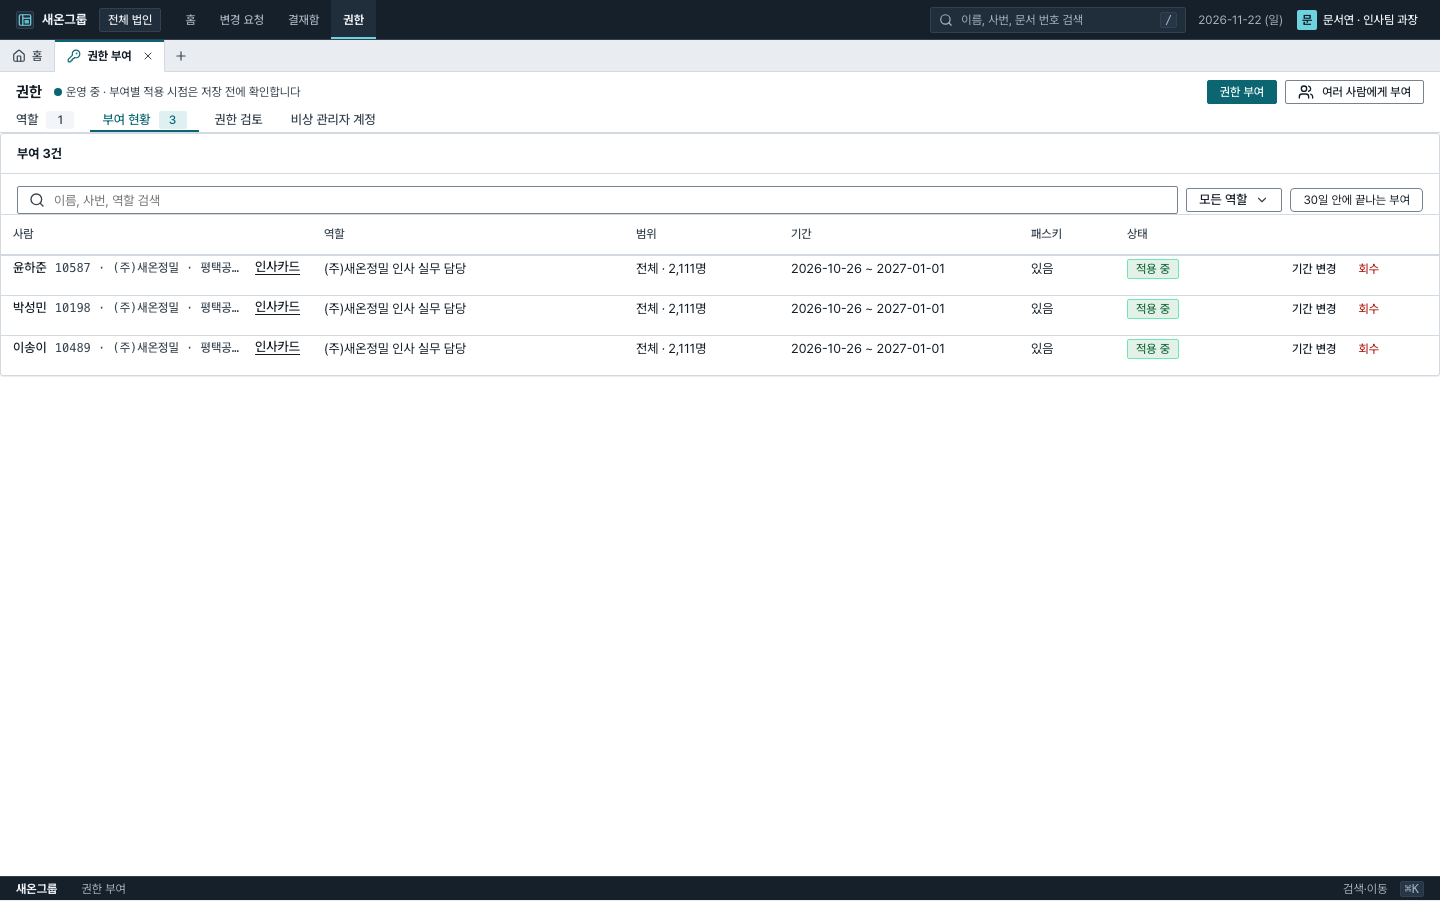 새온그룹 전체 법인 홈 변경 요청 결재함 권한 이름, 사번, 문서 번호 검색 / 2026-11-22 (일) 문 문서연 · 인사팀 과장
홈 권한 부여
권한 운영 중 · 부여별 적용 시점은 저장 전에 확인합니다 권한 부여 여러 사람에게 부여
역할 1 부여 현황 3 권한 검토 비상 관리자 계정
부여 3건
이름, 사번, 역할 검색 모든 역할 30일 안에 끝나는 부여
사람 역할 범위 기간 패스키 상태
윤하준 10587 · (주)새온정밀 · 평택공… 인사카드 (주)새온정밀 인사 실무 담당 전체 · 2,111명 2026-10-26 ~ 2027-01-01 있음 적용 중 기간 변경 회수
박성민 10198 · (주)새온정밀 · 평택공… 인사카드 (주)새온정밀 인사 실무 담당 전체 · 2,111명 2026-10-26 ~ 2027-01-01 있음 적용 중 기간 변경 회수
이송이 10489 · (주)새온정밀 · 평택공… 인사카드 (주)새온정밀 인사 실무 담당 전체 · 2,111명 2026-10-26 ~ 2027-01-01 있음 적용 중 기간 변경 회수
새온그룹 권한 부여 검색·이동 ⌘K